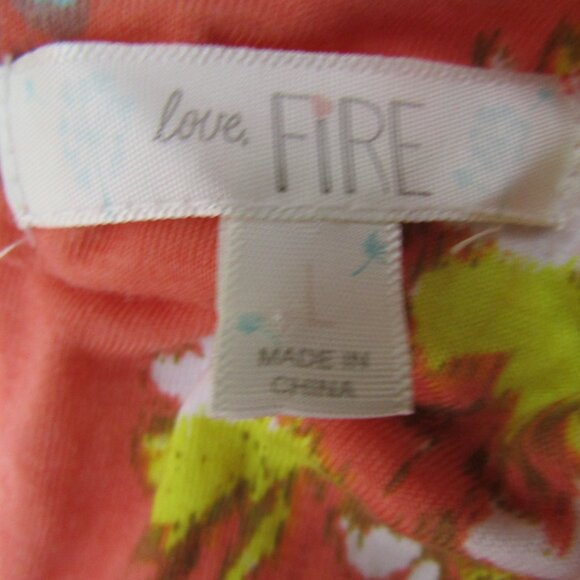 love, FiRE
L
MADE IN
CHINA